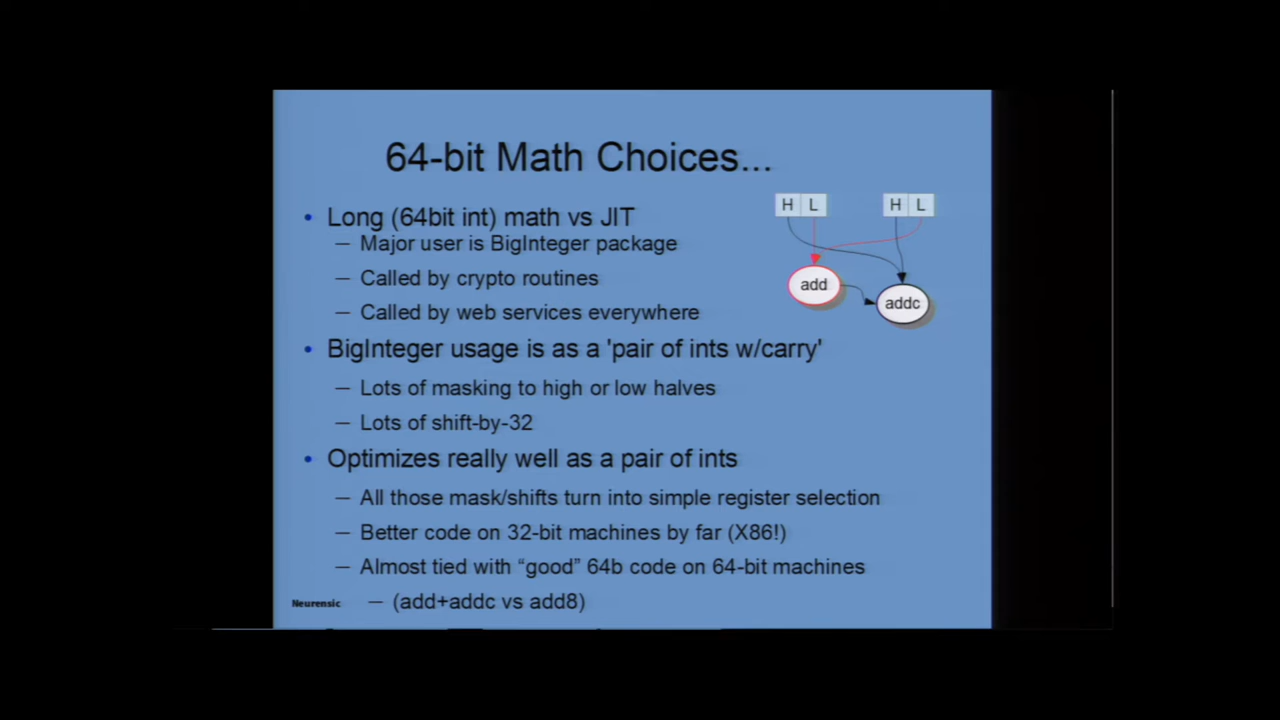 64-bit Math Choices...
• Long (64bit int) math vs JIT
– Major user is BigInteger package
– Called by crypto routines
– Called by web services everywhere
• BigInteger usage is as a 'pair of ints w/carry'
– Lots of masking to high or low halves
– Lots of shift-by-32
• Optimizes really well as a pair of ints
– All those mask/shifts turn into simple register selection
– Better code on 32-bit machines by far (X86!)
– Almost tied with “good” 64b code on 64-bit machines
– (add+addc vs add8)
H L H L
add
addc
Neurensic